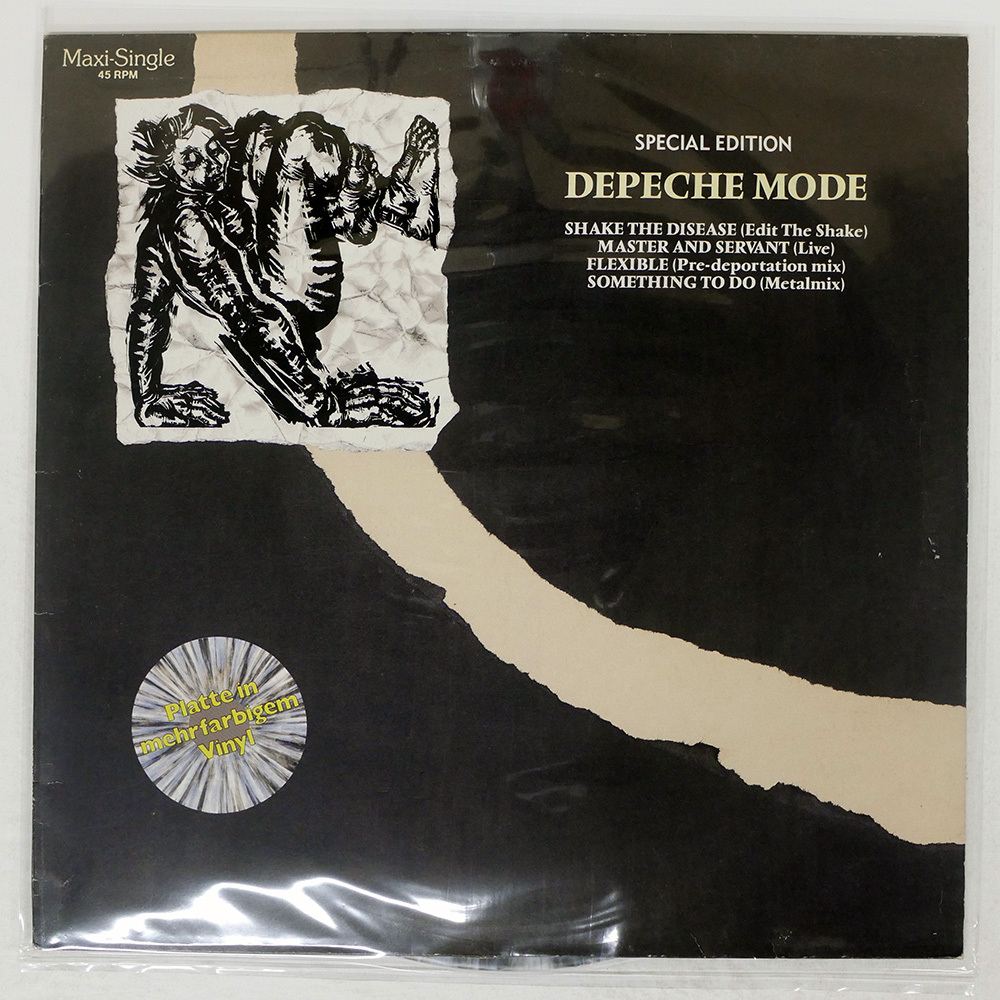 Maxi-Single
45 RPM
SPECIAL EDITION
DEPECHE MODE
SHAKE THE DISEASE (Edit The Shake)
MASTER AND SERVANT (Live)
FLEXIBLE (Pre-deportation mix)
SOMETHING TO DO (Metalmix)
Platte in
mehrfarbigem
Vinyl